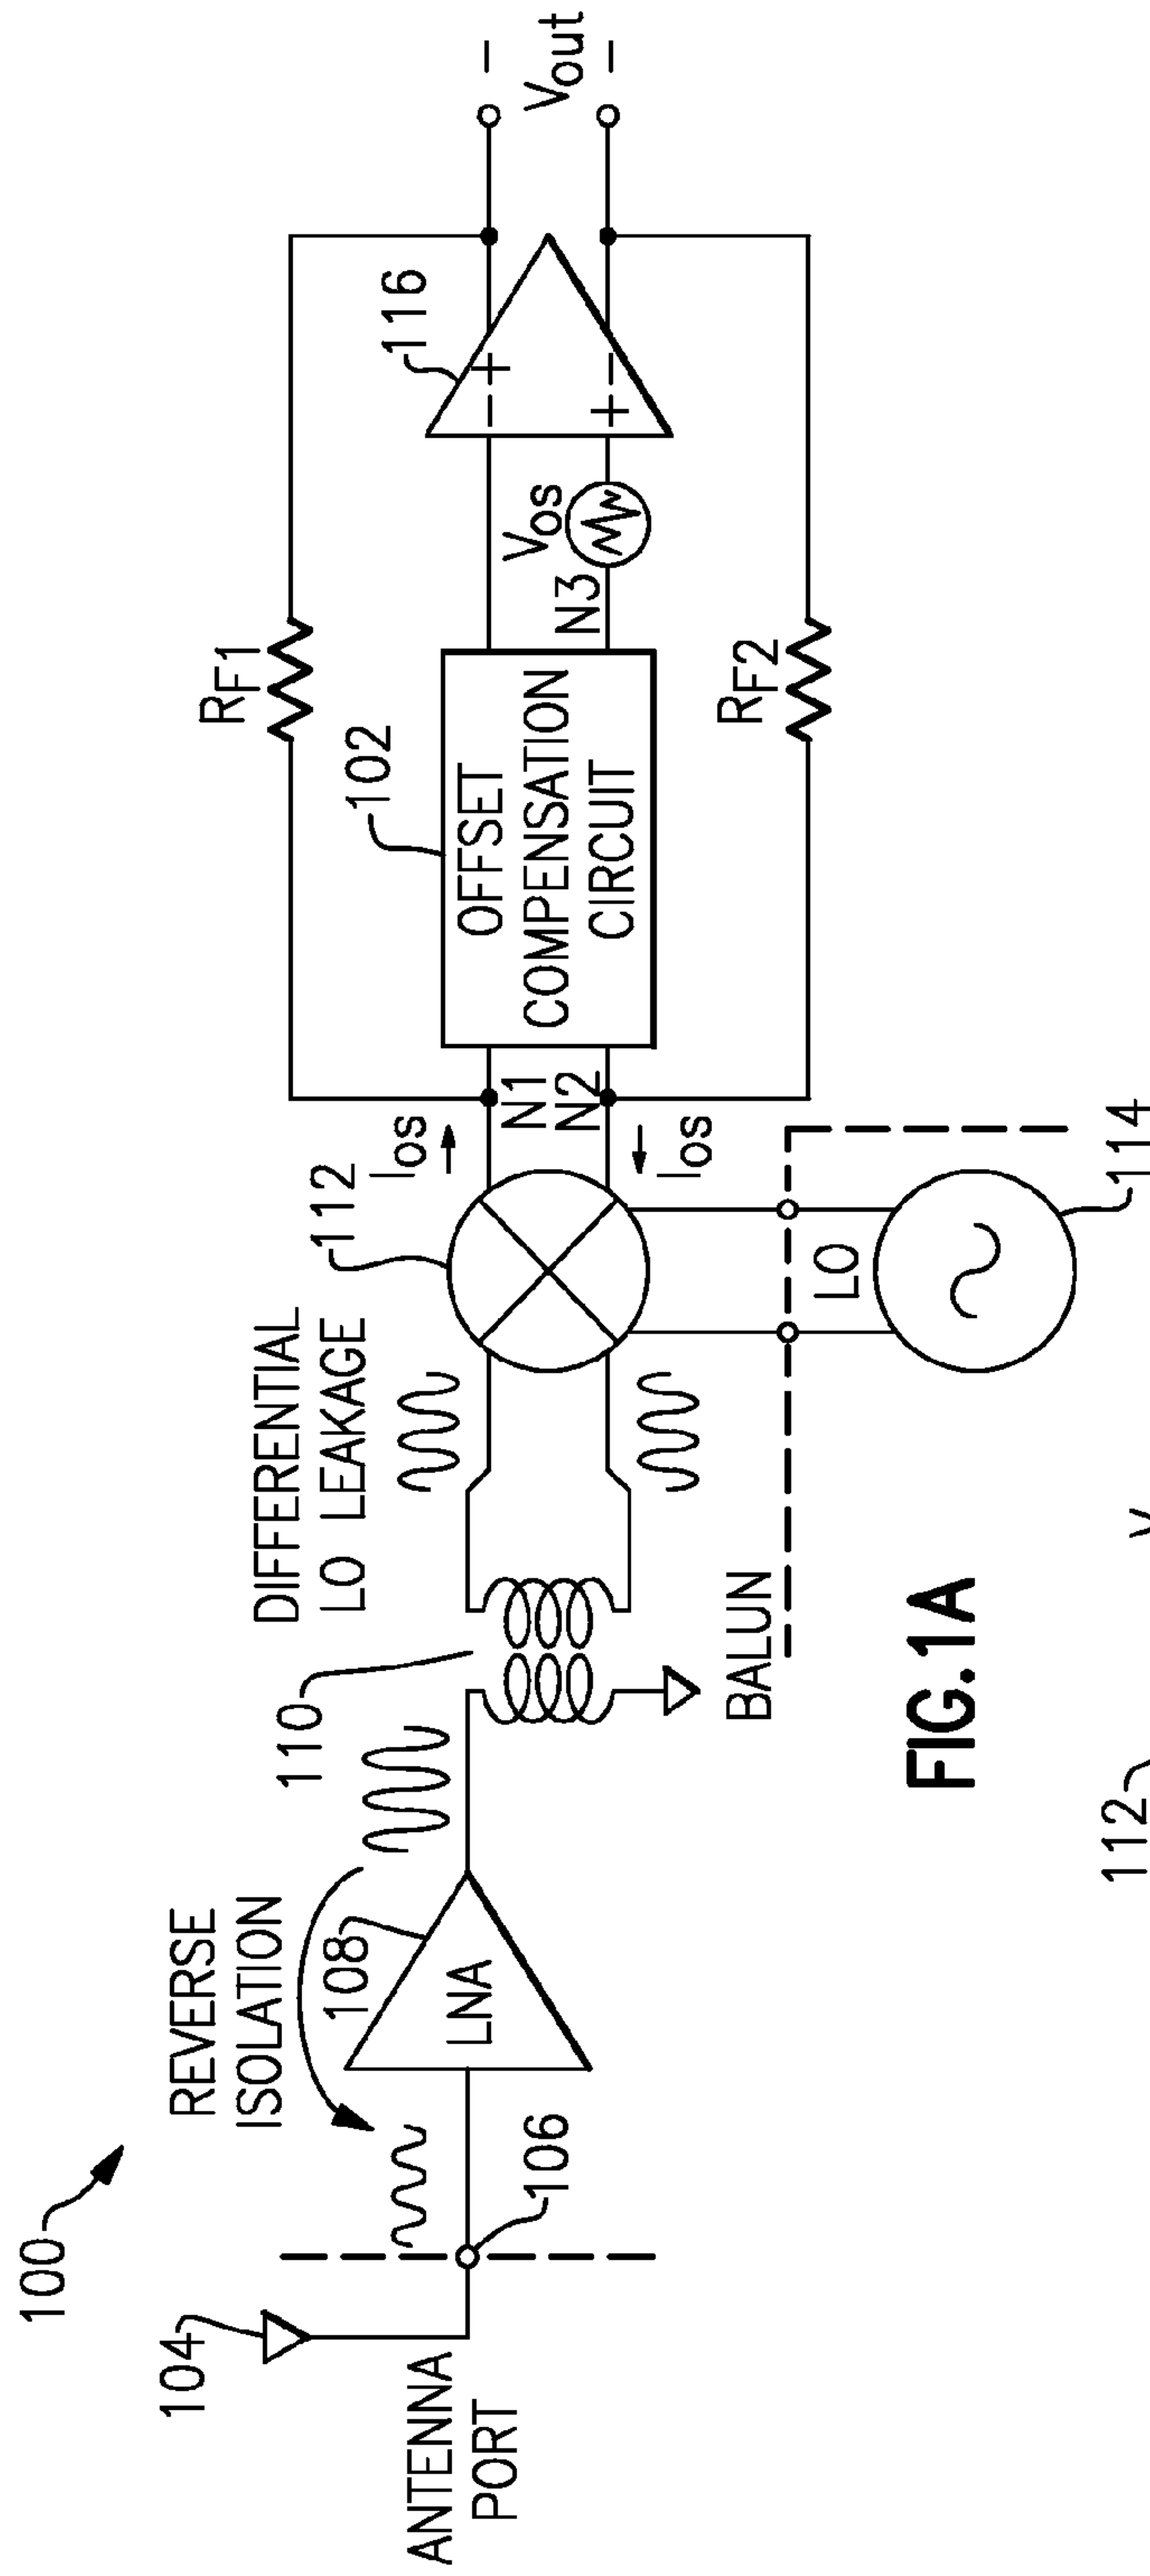 100
104
ANTENNA
PORT
106
REVERSE
ISOLATION
108
LNA
110
BALUN
DIFFERENTIAL
LO LEAKAGE
112
LO
114
IOS
IOS
N1
N2
102
OFFSET
COMPENSATION
CIRCUIT
RF1
RF2
N3
VOS
116
− +
+ −
−
Vout
−
FIG.1A
112
V